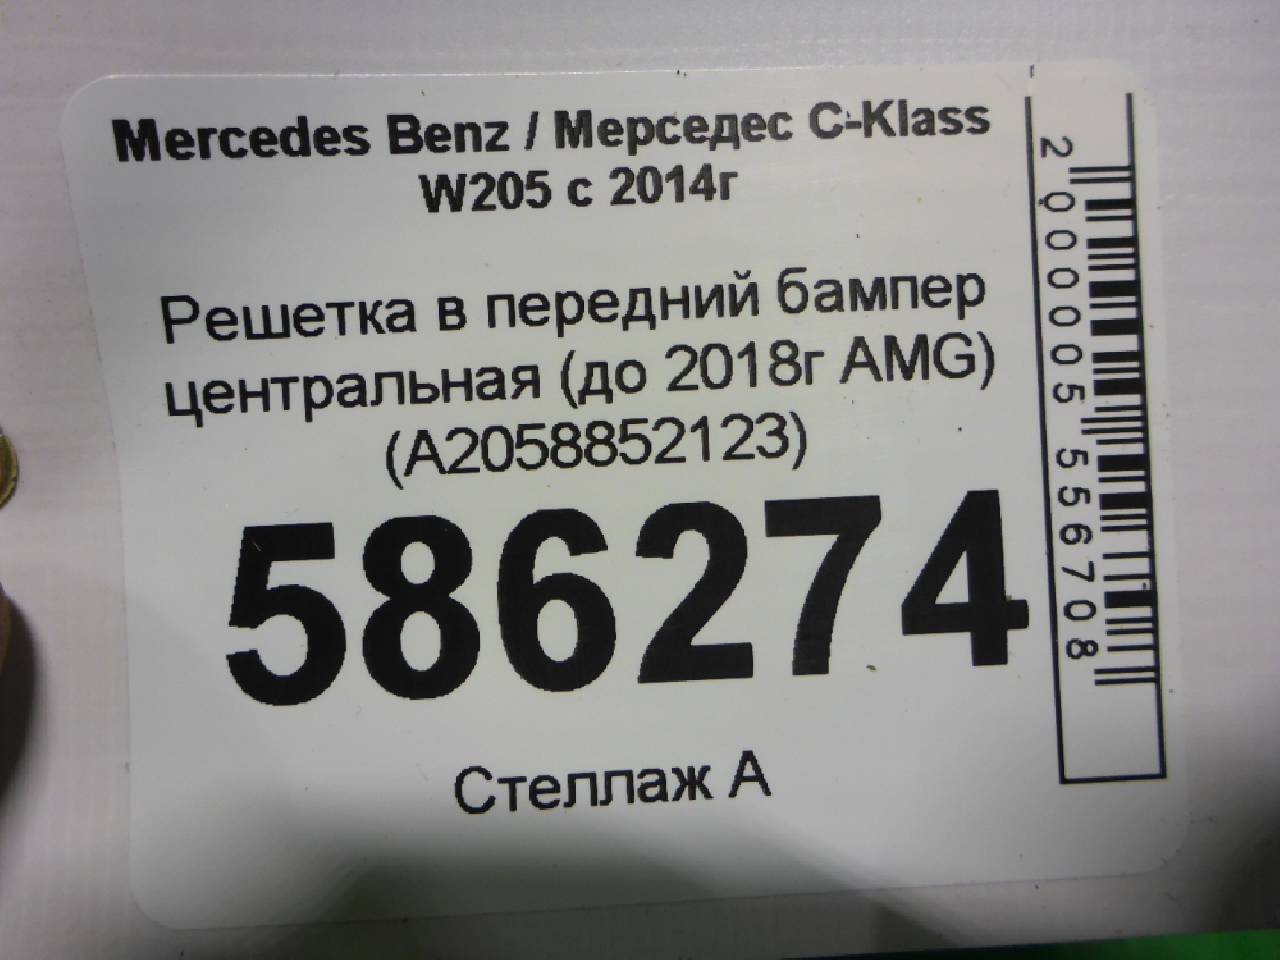 Mercedes Benz / Мерседес C-Klass
W205 с 2014г
Решетка в передний бампер
центральная (до 2018г AMG)
(A2058852123)
586274
Стеллаж А
2000005556708